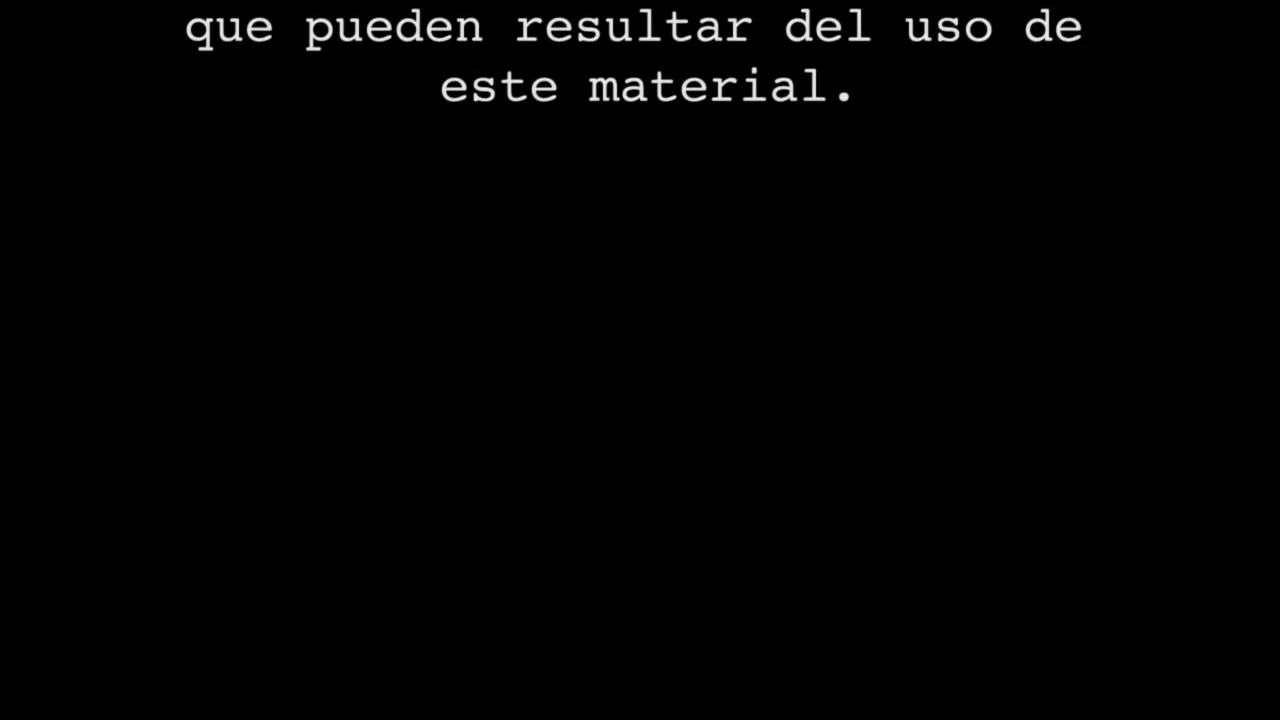 que pueden resultar del uso de
este material.